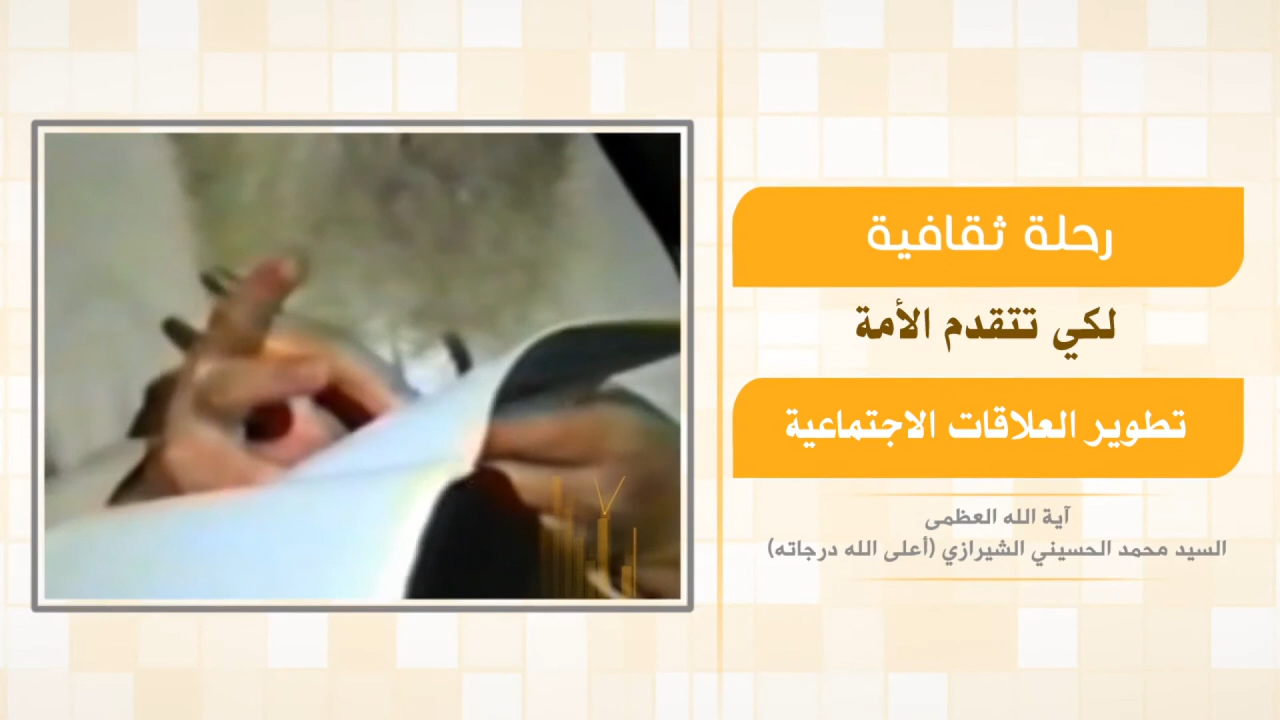 رحلة ثقافية
لكي تتقدم الأمة
تطوير العلاقات الاجتماعية
آية الله العظمى
السيد محمد الحسيني الشيرازي (أعلى الله درجاته)